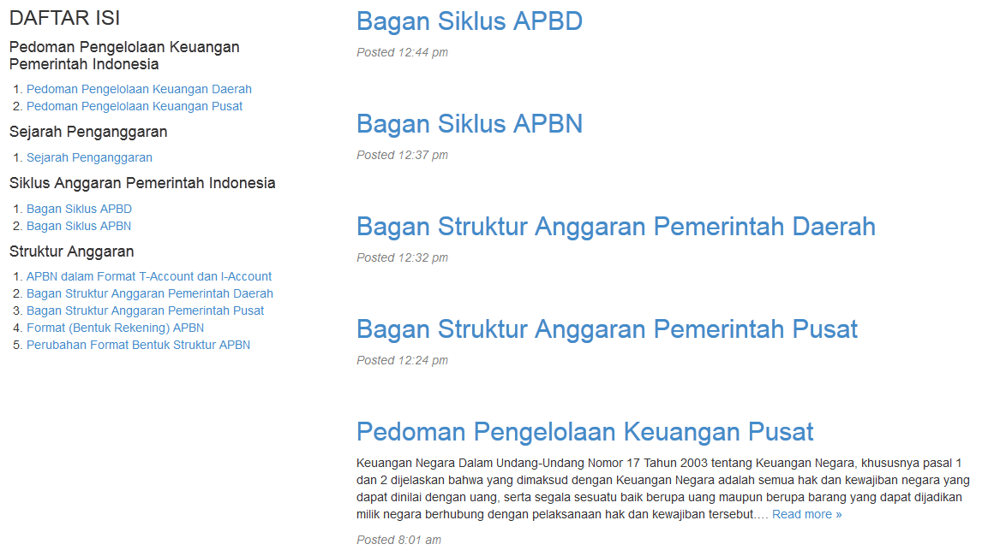 DAFTAR ISI
Pedoman Pengelolaan Keuangan
Pemerintah Indonesia
1. Pedoman Pengelolaan Keuangan Daerah
2. Pedoman Pengelolaan Keuangan Pusat
Sejarah Penganggaran
1. Sejarah Penganggaran
Siklus Anggaran Pemerintah Indonesia
1. Bagan Siklus APBD
2. Bagan Siklus APBN
Struktur Anggaran
1. APBN dalam Format T-Account dan I-Account
2. Bagan Struktur Anggaran Pemerintah Daerah
3. Bagan Struktur Anggaran Pemerintah Pusat
4. Format (Bentuk Rekening) APBN
5. Perubahan Format Bentuk Struktur APBN
Bagan Siklus APBD
Posted 12:44 pm
Bagan Siklus APBN
Posted 12:37 pm
Bagan Struktur Anggaran Pemerintah Daerah
Posted 12:32 pm
Bagan Struktur Anggaran Pemerintah Pusat
Posted 12:24 pm
Pedoman Pengelolaan Keuangan Pusat
Keuangan Negara Dalam Undang-Undang Nomor 17 Tahun 2003 tentang Keuangan Negara, khususnya pasal 1
dan 2 dijelaskan bahwa yang dimaksud dengan Keuangan Negara adalah semua hak dan kewajiban negara yang
dapat dinilai dengan uang, serta segala sesuatu baik berupa uang maupun berupa barang yang dapat dijadikan
milik negara berhubung dengan pelaksanaan hak dan kewajiban tersebut.… Read more »
Posted 8:01 am